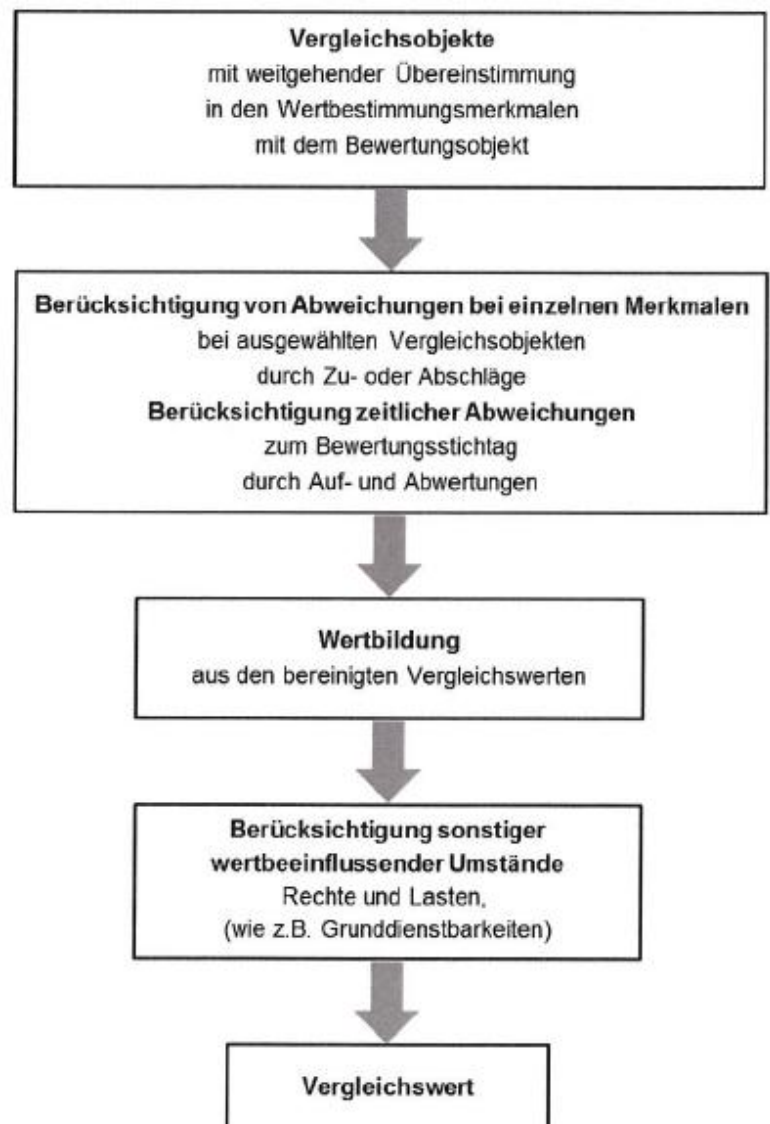 Vergleichsobjekte
mit weitgehender Übereinstimmung
in den Wertbestimmungsmerkmalen
mit dem Bewertungsobjekt
Berücksichtigung von Abweichungen bei einzelnen Merkmalen
bei ausgewählten Vergleichsobjekten
durch Zu- oder Abschläge
Berücksichtigung zeitlicher Abweichungen
zum Bewertungsstichtag
durch Auf- und Abwertungen
Wertbildung
aus den bereinigten Vergleichswerten
Berücksichtigung sonstiger
wertbeeinflussender Umstände
Rechte und Lasten,
(wie z.B. Grunddienstbarkeiten)
Vergleichswert